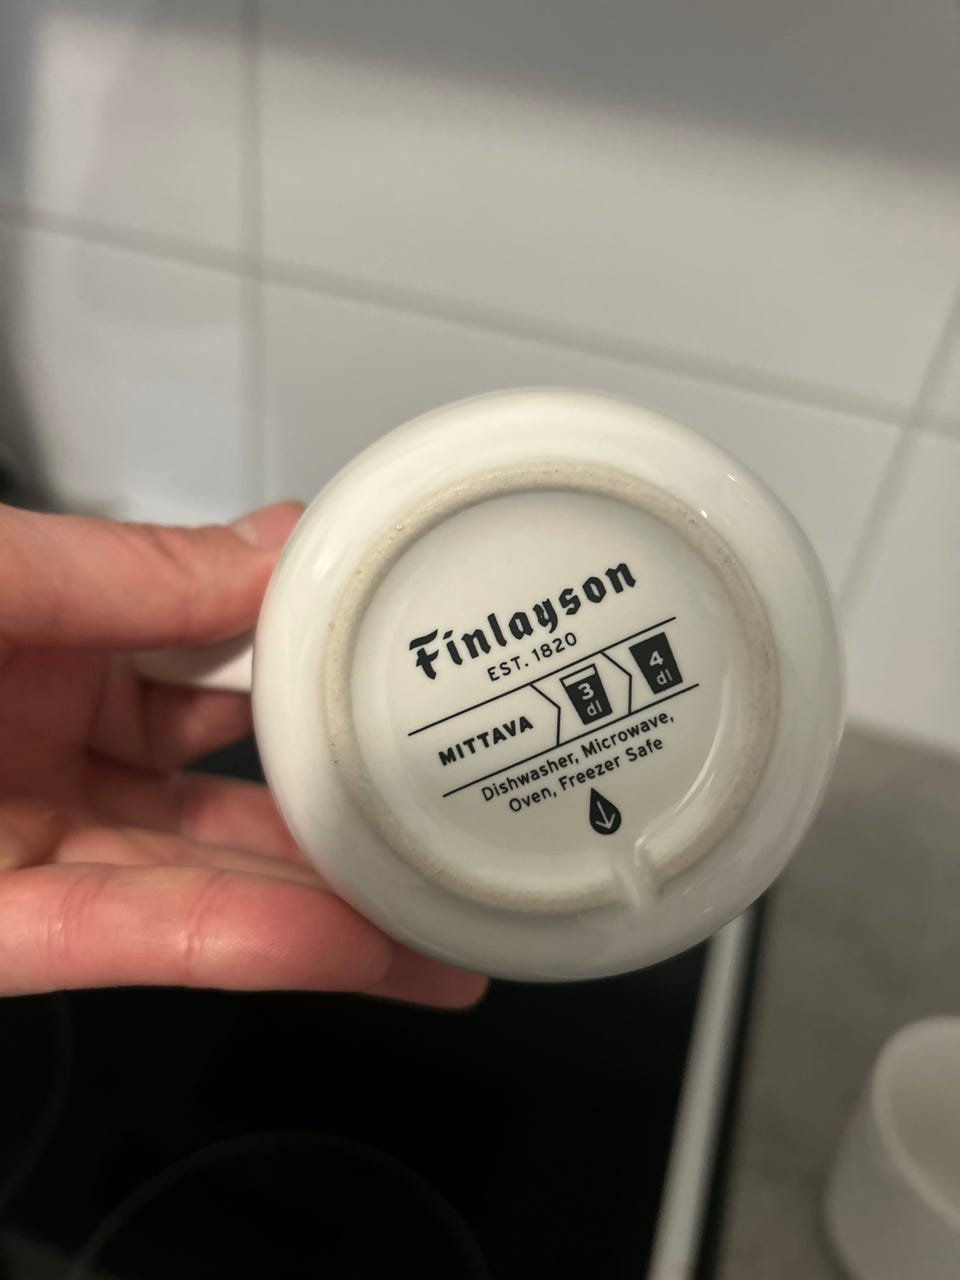 Finlayson
EST. 1820
MITTAVA 3 dl 4 dl
Dishwasher, Microwave,
Oven, Freezer Safe